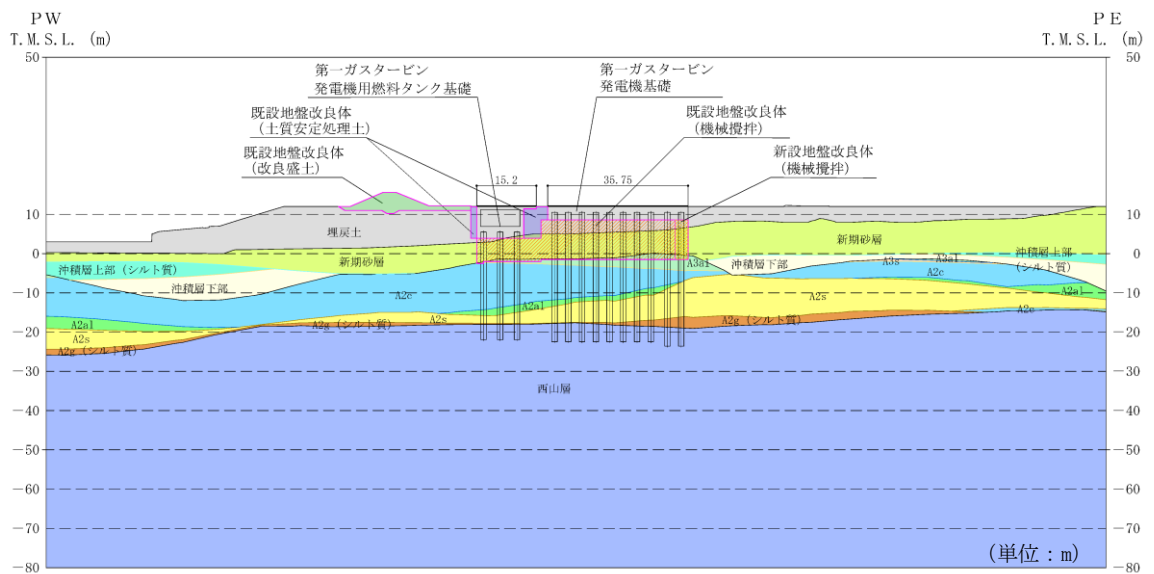 PW
T.M.S.L. (m)
PE
T.M.S.L. (m)
50
50
第一ガスタービン
発電機用燃料タンク基礎
第一ガスタービン
発電機基礎
既設地盤改良体
(土質安定処理土)
既設地盤改良体
(機械攪拌)
既設地盤改良体
(改良盛土)
新設地盤改良体
(機械攪拌)
15.2
35.75
10
10
埋戻土
新期砂層
0
0
沖積層上部(シルト質)
新期砂層
A3a1
沖積層下部
A3s
A3a1
沖積層上部
(シルト質)
沖積層下部
A2c
A2c
-10
-10
A2s
A2a1
A2a1
A2a1
A2s
A2c
A2g(シルト質)
A2g(シルト質)
-20
-20
A2s
A2g(シルト質)
-30
-30
西山層
-40
-40
-50
-50
-60
-60
-70
-70
(単位:m)
-80
-80